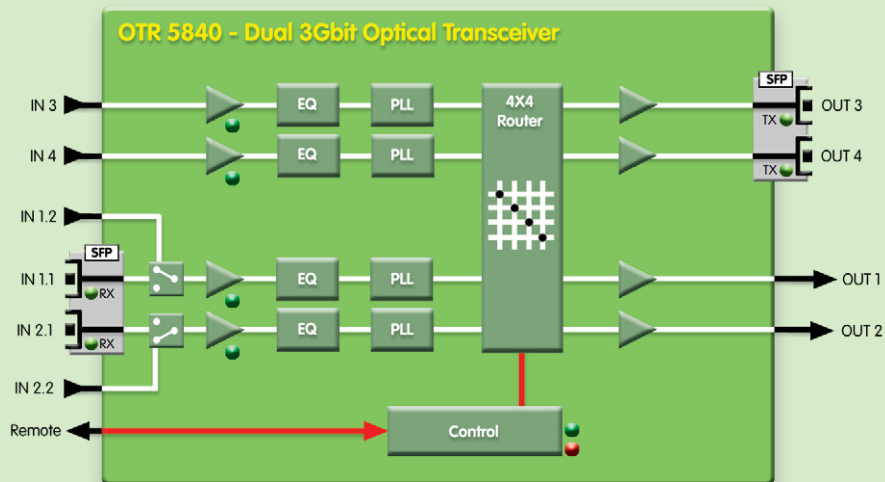 OTR 5840 - Dual 3Gbit Optical Transceiver
SFP
IN 3
EQ
PLL
4X4
Router
OUT 3
TX
IN 4
EQ
PLL
OUT 4
TX
IN 1.2
SFP
IN 1.1
EQ
PLL
OUT 1
RX
IN 2.1
EQ
PLL
OUT 2
RX
IN 2.2
Remote
Control